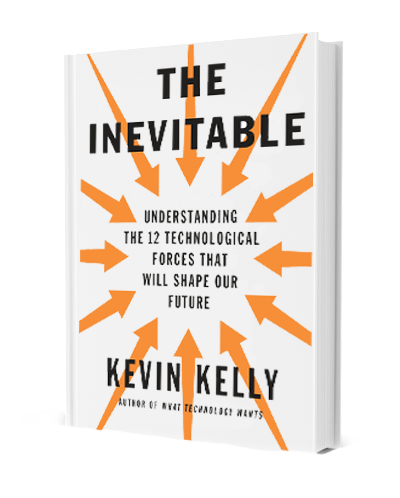 THE
INEVITABLE
UNDERSTANDING
THE 12 TECHNOLOGICAL
FORCES THAT
WILL SHAPE OUR
FUTURE
KEVIN KELLY
AUTHOR OF WHAT TECHNOLOGY WANTS